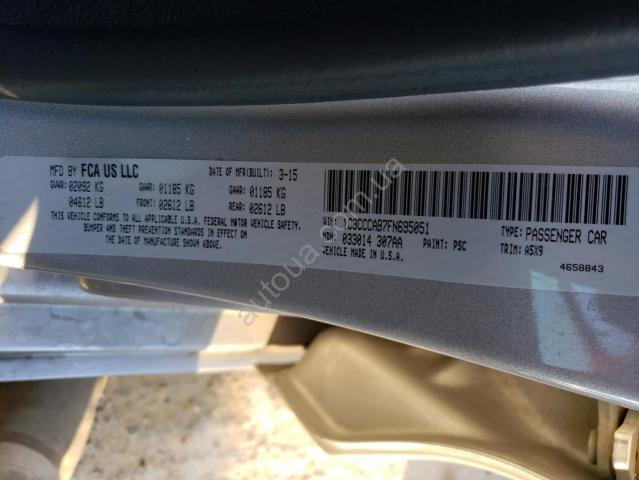 MFD BY FCA US LLC DATE OF MFR(BUILT): 3-15
GVWR: 02092 KG GAWR: 01185 KG GAWR: 01185 KG
04612 LB FRONT: 02612 LB REAR: 02612 LB
THIS VEHICLE CONFORMS TO ALL APPLICABLE U.S.A. FEDERAL MOTOR VEHICLE SAFETY,
BUMPER AND THEFT PREVENTION STANDARDS IN EFFECT ON
THE DATE OF MANUFACTURE SHOWN ABOVE.
VEHICLE MADE IN U.S.A.
VIN: 1C3CCCAB7FN695051 TYPE: PASSENGER CAR
MDH: 033014 307AA PAINT: PSC TRIM: A5X9
VEHICLE MADE IN U.S.A. 4658843
autoua.com